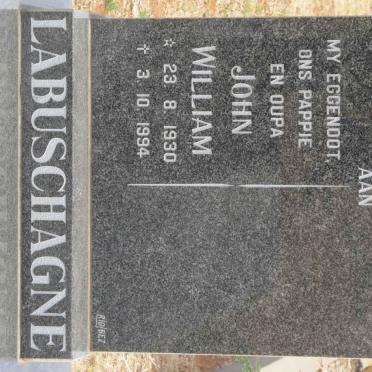 AAN
MY EGGENOOT,
ONS PAPPIE
EN OUPA
JOHN
WILLIAM
☆ 23 8 1930
✝ 3. 10. 1994
LABUSCHAGNE